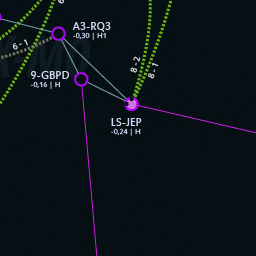 A3-RQ3
-0,30 | H1
6 - 1
9-GBPD
-0,16 | H
8 - 2
8 - 1
LS-JEP
-0,24 | H